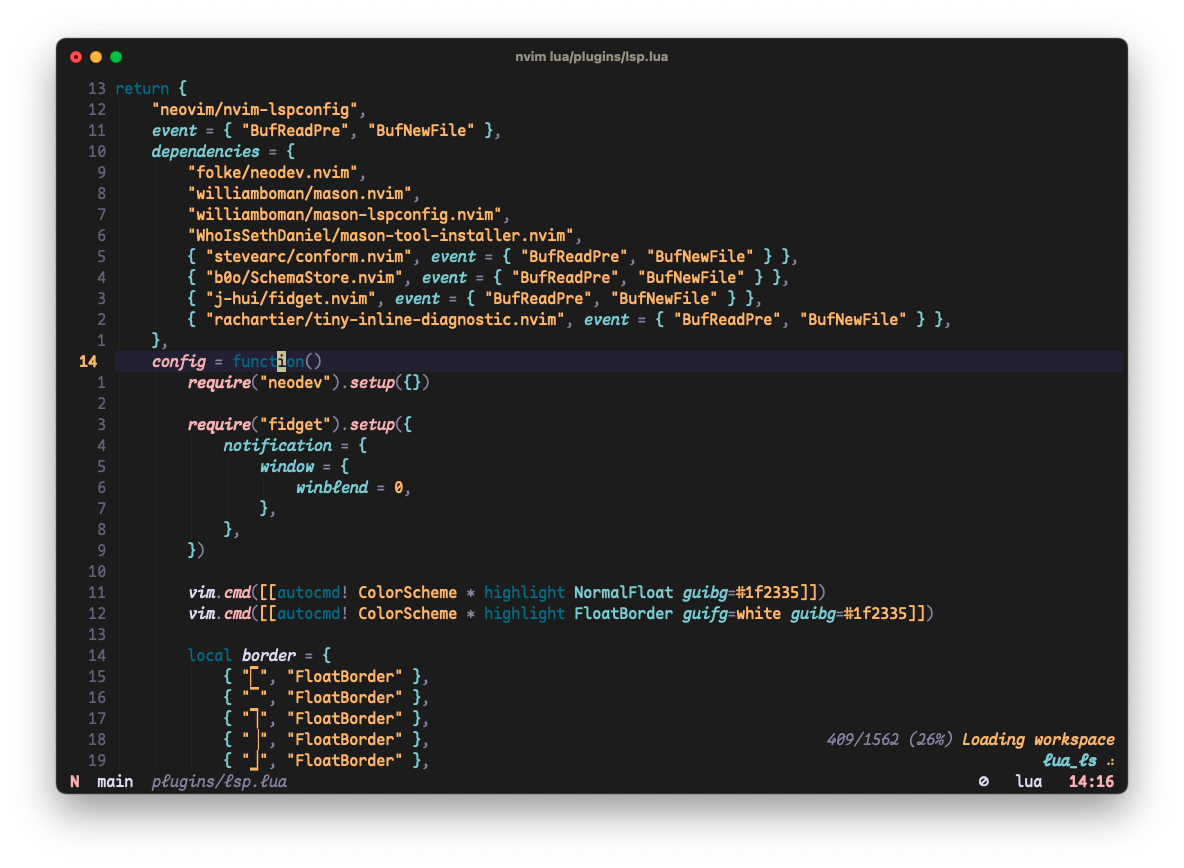 nvim lua/plugins/lsp.lua
13 return {
12 "neovim/nvim-lspconfig",
11 event = { "BufReadPre", "BufNewFile" },
10 dependencies = {
9 "folke/neodev.nvim",
8 "williamboman/mason.nvim",
7 "williamboman/mason-lspconfig.nvim",
6 "WhoIsSethDaniel/mason-tool-installer.nvim",
5 { "stevearc/conform.nvim", event = { "BufReadPre", "BufNewFile" } },
4 { "b0o/SchemaStore.nvim", event = { "BufReadPre", "BufNewFile" } },
3 { "j-hui/fidget.nvim", event = { "BufReadPre", "BufNewFile" } },
2 { "rachartier/tiny-inline-diagnostic.nvim", event = { "BufReadPre", "BufNewFile" } },
1 },
14 config = function()
1 require("neodev").setup({})
2
3 require("fidget").setup({
4 notification = {
5 window = {
6 winblend = 0,
7 },
8 },
9 })
10
11 vim.cmd([[autocmd! ColorScheme * highlight NormalFloat guibg=#1f2335]])
12 vim.cmd([[autocmd! ColorScheme * highlight FloatBorder guifg=white guibg=#1f2335]])
13
14 local border = {
15 { "⎡", "FloatBorder" },
16 { " ", "FloatBorder" },
17 { "⎤", "FloatBorder" },
18 { "⎥", "FloatBorder" },
19 { "⎦", "FloatBorder" },
409/1562 (26%) Loading workspace
lua_ls
N main plugins/lsp.lua ⊘ lua 14:16